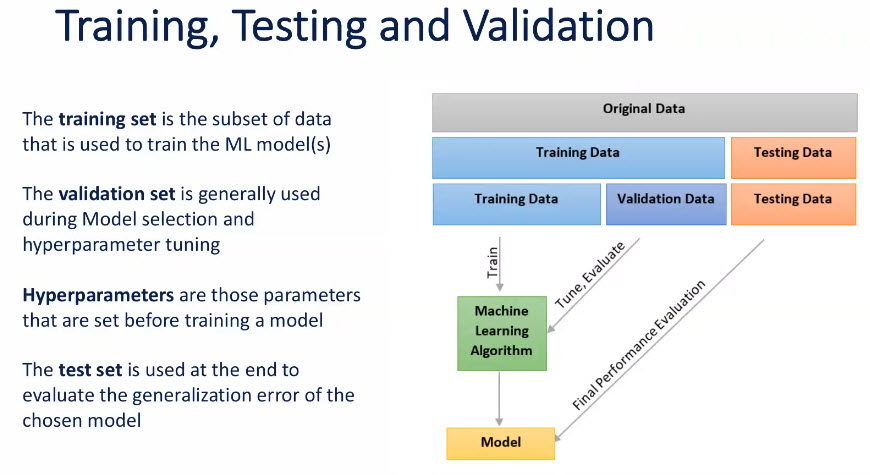 Training, Testing and Validation
The training set is the subset of data
that is used to train the ML model(s)
The validation set is generally used
during Model selection and
hyperparameter tuning
Hyperparameters are those parameters
that are set before training a model
The test set is used at the end to
evaluate the generalization error of the
chosen model
Original Data
Training Data
Testing Data
Training Data
Validation Data
Testing Data
Train
Tune, Evaluate
Final Performance Evaluation
Machine
Learning
Algorithm
Model